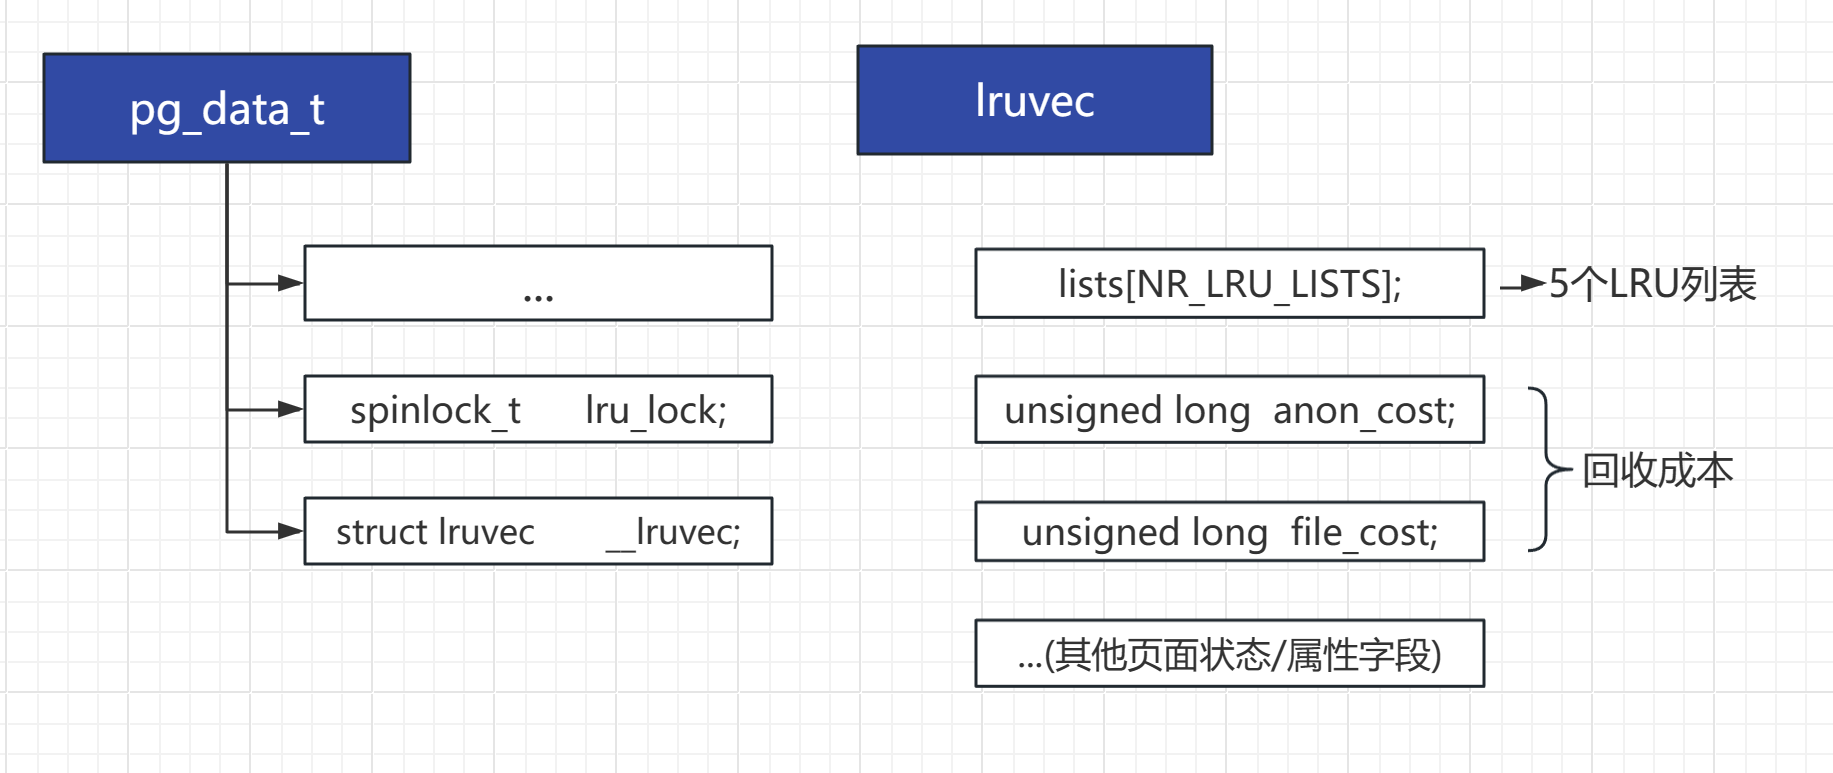 pg_data_t
...
spinlock_t lru_lock;
struct lruvec __lruvec;
lruvec
lists[NR_LRU_LISTS];
5个LRU列表
unsigned long anon_cost;
unsigned long file_cost;
回收成本
...(其他页面状态/属性字段)